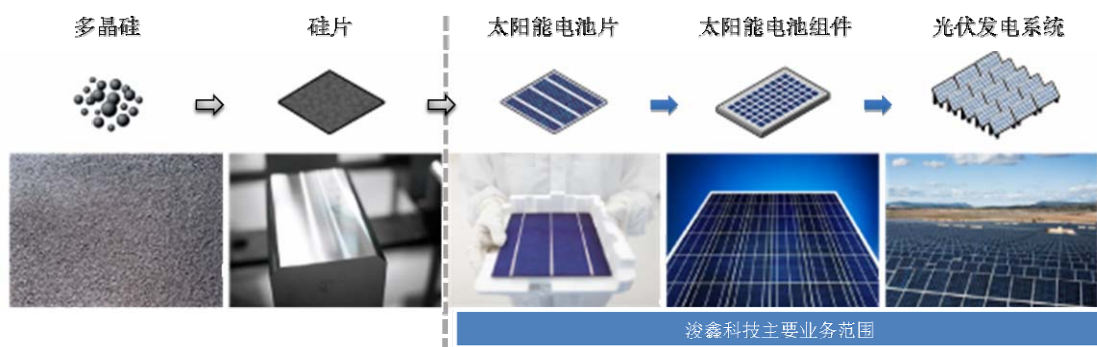 多晶硅
硅片
太阳能电池片
太阳能电池组件
光伏发电系统
浚鑫科技主要业务范围